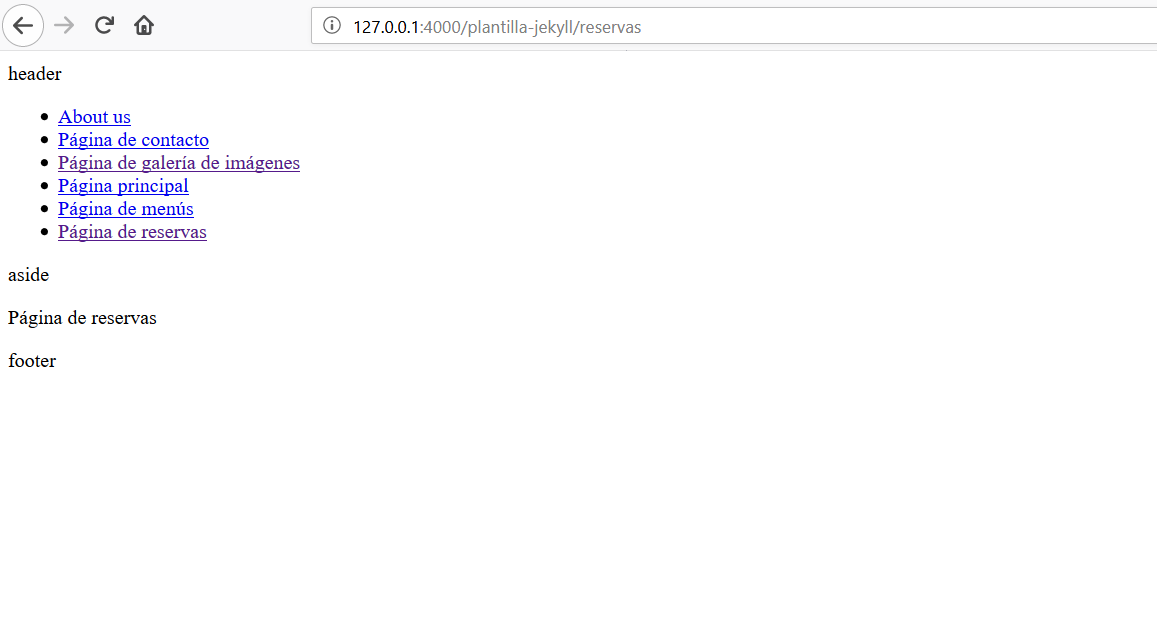 127.0.0.1:4000/plantilla-jekyll/reservas
header
About us
Página de contacto
Página de galería de imágenes
Página principal
Página de menús
Página de reservas
aside
Página de reservas
footer